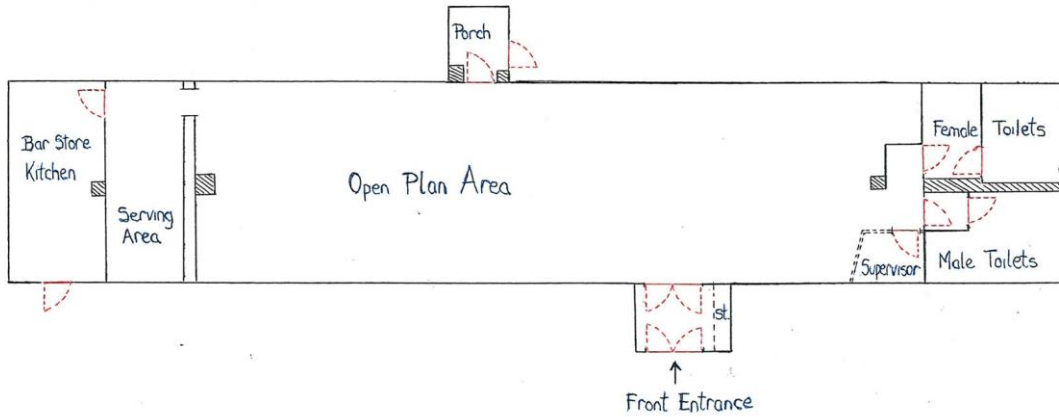 Porch
Bar Store
Kitchen
Serving
Area
Open Plan Area
Female
Toilets
Supervisor
Male Toilets
st.
Front Entrance